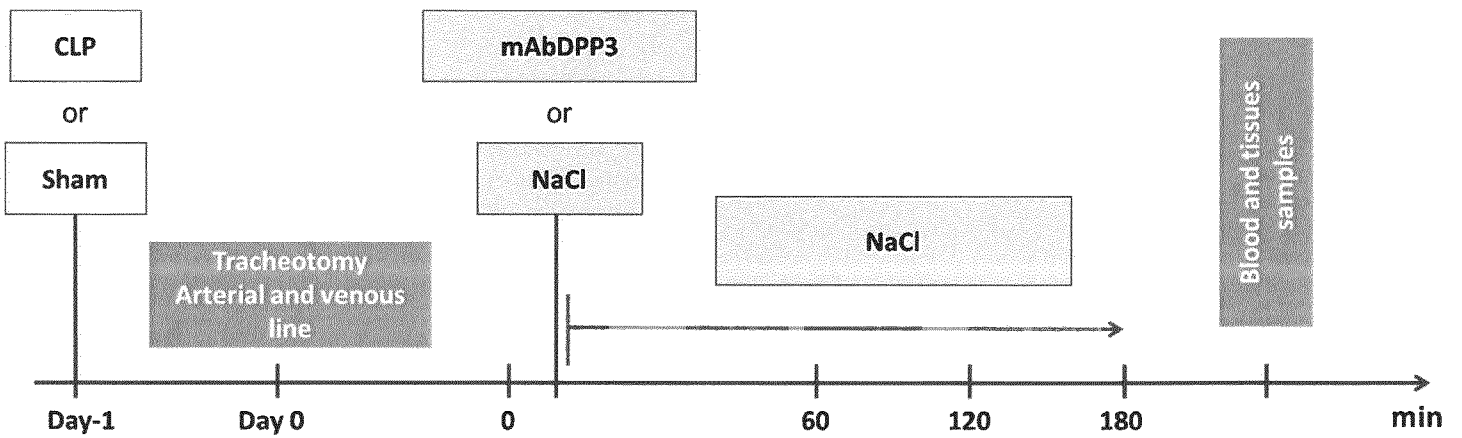 CLP
or
Sham
mAbDPP3
or
NaCl
Tracheotomy
Arterial and venous
line
NaCl
Blood and tissues
samples
Day-1
Day 0
0
60
120
180
min